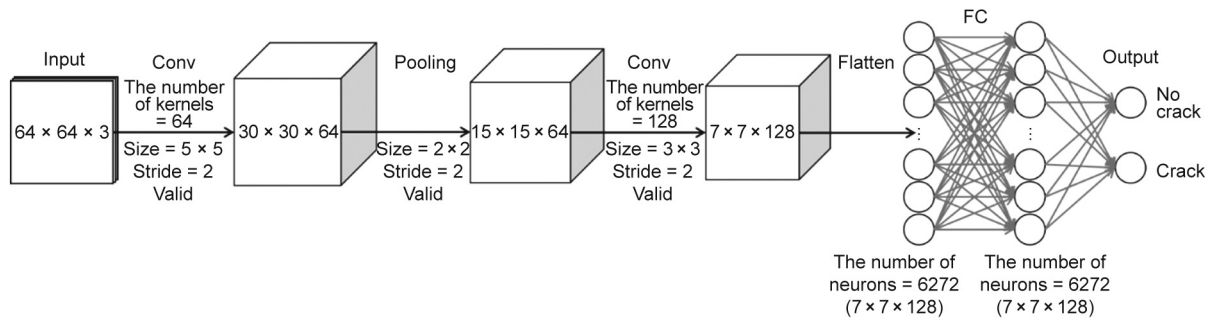 Input
64 × 64 × 3
Conv
The number
of kernels
= 64
Size = 5 × 5
Stride = 2
Valid
30 × 30 × 64
Pooling
Size = 2 × 2
Stride = 2
Valid
15 × 15 × 64
Conv
The number
of kernels
= 128
Size = 3 × 3
Stride = 2
Valid
7 × 7 × 128
Flatten
FC
The number of
neurons = 6272
(7 × 7 × 128)
The number of
neurons = 6272
(7 × 7 × 128)
Output
No
crack
Crack